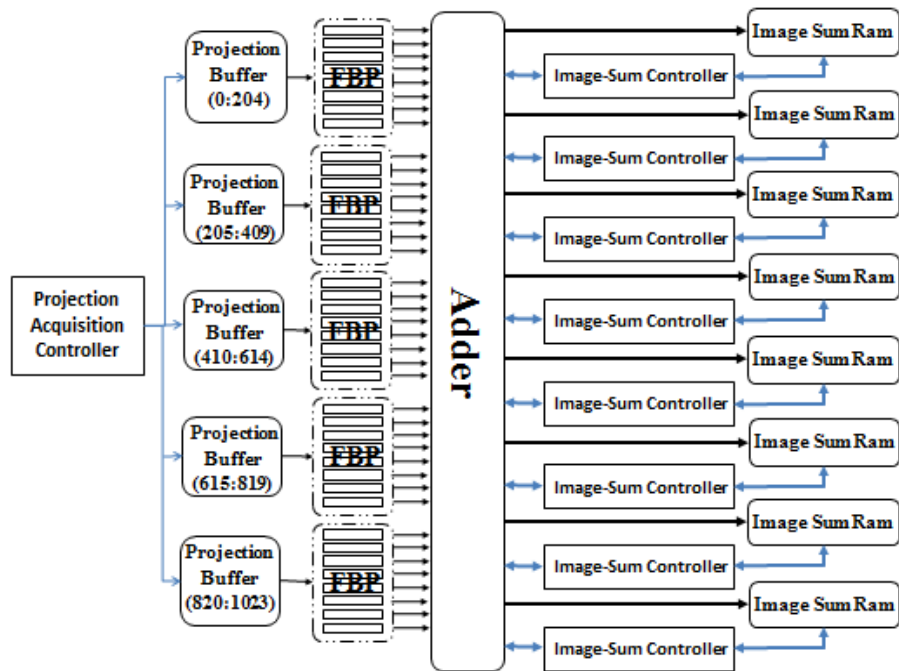 Projection
Acquisition
Controller
Projection
Buffer
(0:204)
Projection
Buffer
(205:409)
Projection
Buffer
(410:614)
Projection
Buffer
(615:819)
Projection
Buffer
(820:1023)
FBP
FBP
FBP
FBP
FBP
Adder
Image Sum Ram
Image-Sum Controller
Image Sum Ram
Image-Sum Controller
Image Sum Ram
Image-Sum Controller
Image Sum Ram
Image-Sum Controller
Image Sum Ram
Image-Sum Controller
Image Sum Ram
Image-Sum Controller
Image Sum Ram
Image-Sum Controller
Image Sum Ram
Image-Sum Controller